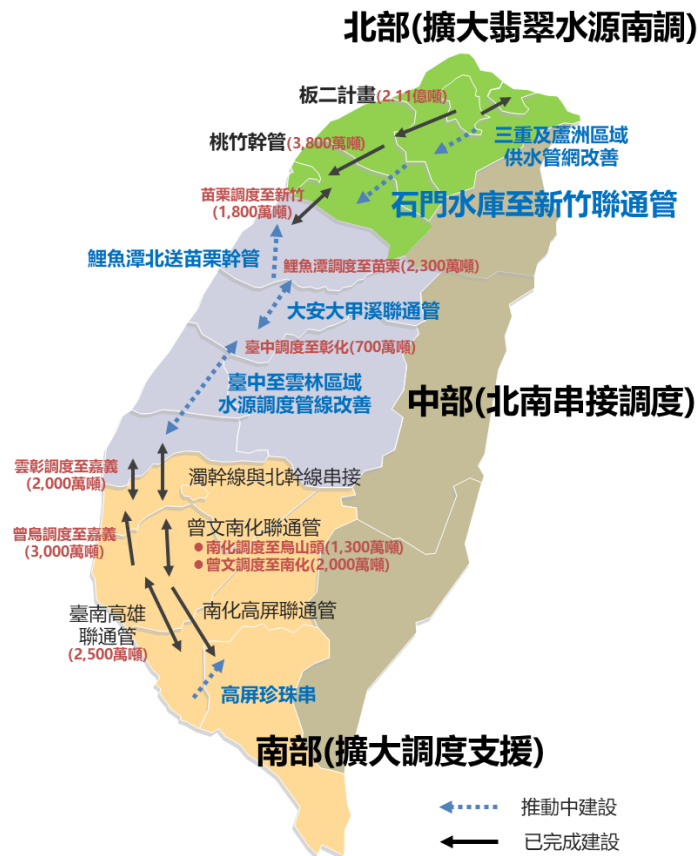 北部(擴大翡翠水源南調)
板二計畫(2.11億噸)
桃竹幹管(3,800萬噸)
三重及蘆洲區域
供水管網改善
苗栗調度至新竹
(1,800萬噸)
石門水庫至新竹聯通管
鯉魚潭北送苗栗幹管
鯉魚潭調度至苗栗(2,300萬噸)
大安大甲溪聯通管
臺中調度至彰化(700萬噸)
臺中至雲林區域
水源調度管線改善
中部(北南串接調度)
雲彰調度至嘉義
(2,000萬噸)
濁幹線與北幹線串接
曾烏調度至嘉義
(3,000萬噸)
曾文南化聯通管
●南化調度至烏山頭(1,300萬噸)
●曾文調度至南化(2,000萬噸)
臺南高雄
聯通管
(2,500萬噸)
南化高屏聯通管
高屏珍珠串
南部(擴大調度支援)
推動中建設
已完成建設